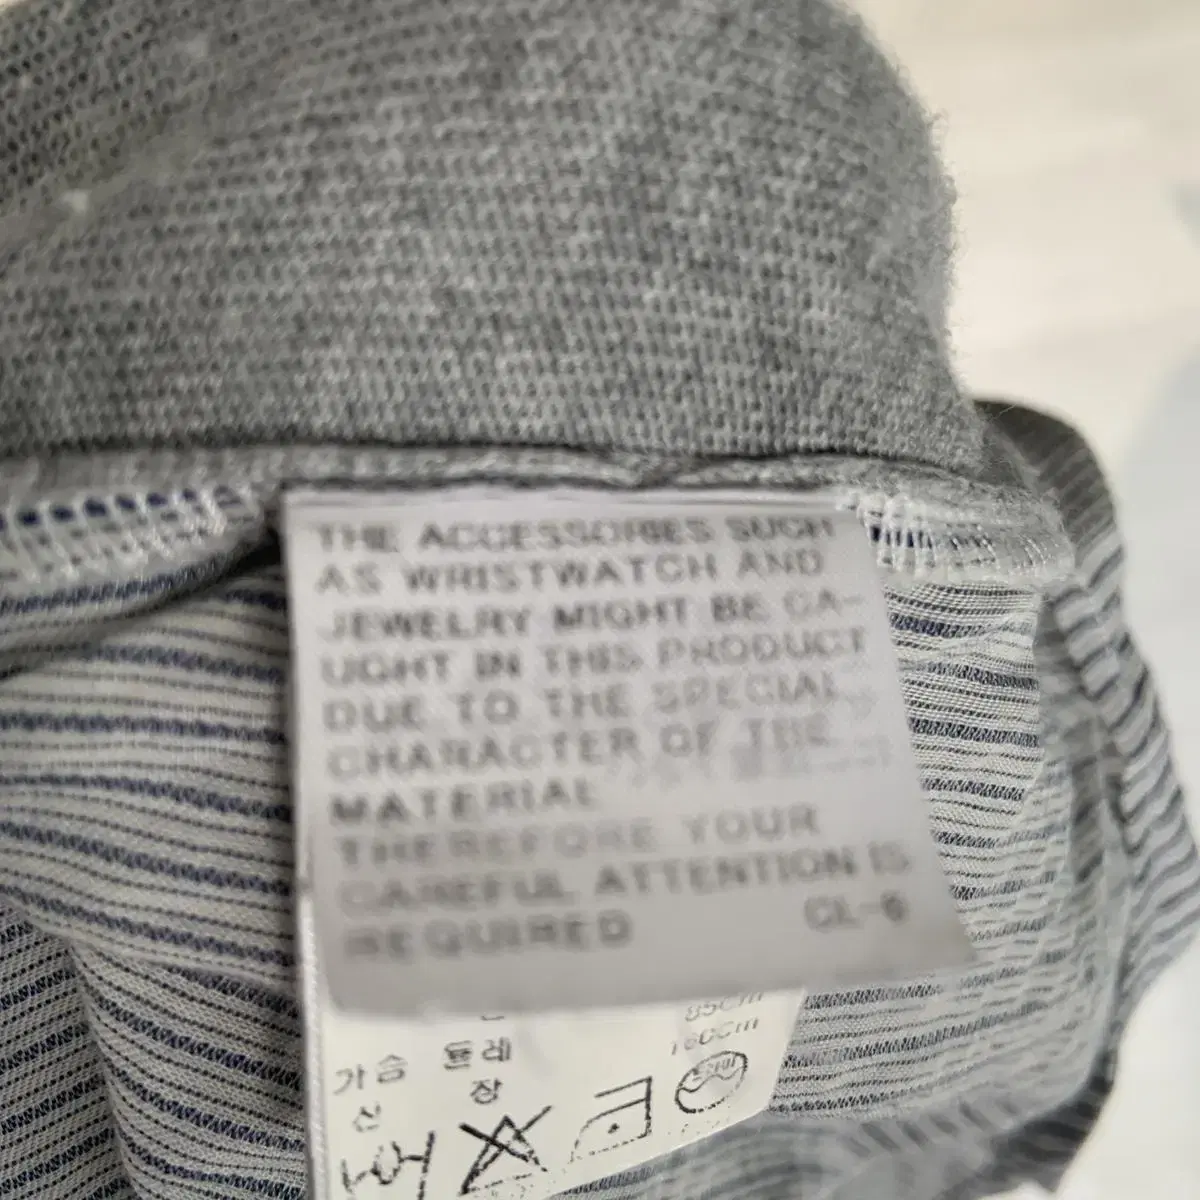 THE ACCESSORIES SUCH
AS WRISTWATCH AND
JEWELRY MIGHT BE CA-
UGHT IN THIS PRODUCT
DUE TO THE SPECIAL
CHARACTER OF THE
MATERIAL
THEREFORE YOUR
CAREFUL ATTENTION IS
REQUIRED CL-6
85cm
160cm
가슴둘레
신장